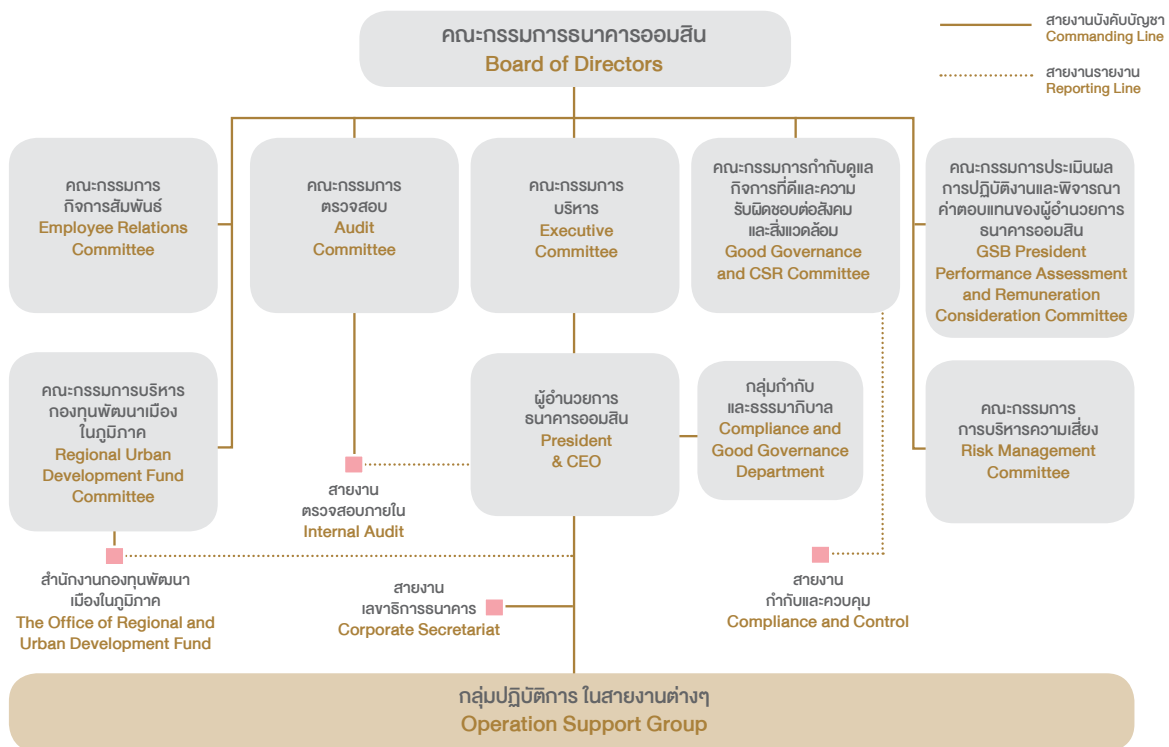 คณะกรรมการธนาคารออมสิน
Board of Directors
สายงานบังคับบัญชา
Commanding Line
สายงานรายงาน
Reporting Line
คณะกรรมการ
กิจการสัมพันธ์
Employee Relations
Committee
คณะกรรมการ
ตรวจสอบ
Audit
Committee
คณะกรรมการ
บริหาร
Executive
Committee
คณะกรรมการกำกับดูแล
กิจการที่ดีและความ
รับผิดชอบต่อสังคม
และสิ่งแวดล้อม
Good Governance
and CSR Committee
คณะกรรมการประเมินผล
การปฏิบัติงานและพิจารณา
ค่าตอบแทนของผู้อำนวยการ
ธนาคารออมสิน
GSB President
Performance Assessment
and Remuneration
Consideration Committee
คณะกรรมการบริหาร
กองทุนพัฒนาเมือง
ในภูมิภาค
Regional Urban
Development Fund
Committee
ผู้อำนวยการ
ธนาคารออมสิน
President
& CEO
กลุ่มกำกับ
และธรรมาภิบาล
Compliance and
Good Governance
Department
คณะกรรมการ
การบริหารความเสี่ยง
Risk Management
Committee
สายงาน
ตรวจสอบภายใน
Internal Audit
สำนักงานกองทุนพัฒนา
เมืองในภูมิภาค
The Office of Regional and
Urban Development Fund
สายงาน
เลขาธิการธนาคาร
Corporate Secretariat
สายงาน
กำกับและควบคุม
Compliance and Control
กลุ่มปฏิบัติการ ในสายงานต่างๆ
Operation Support Group